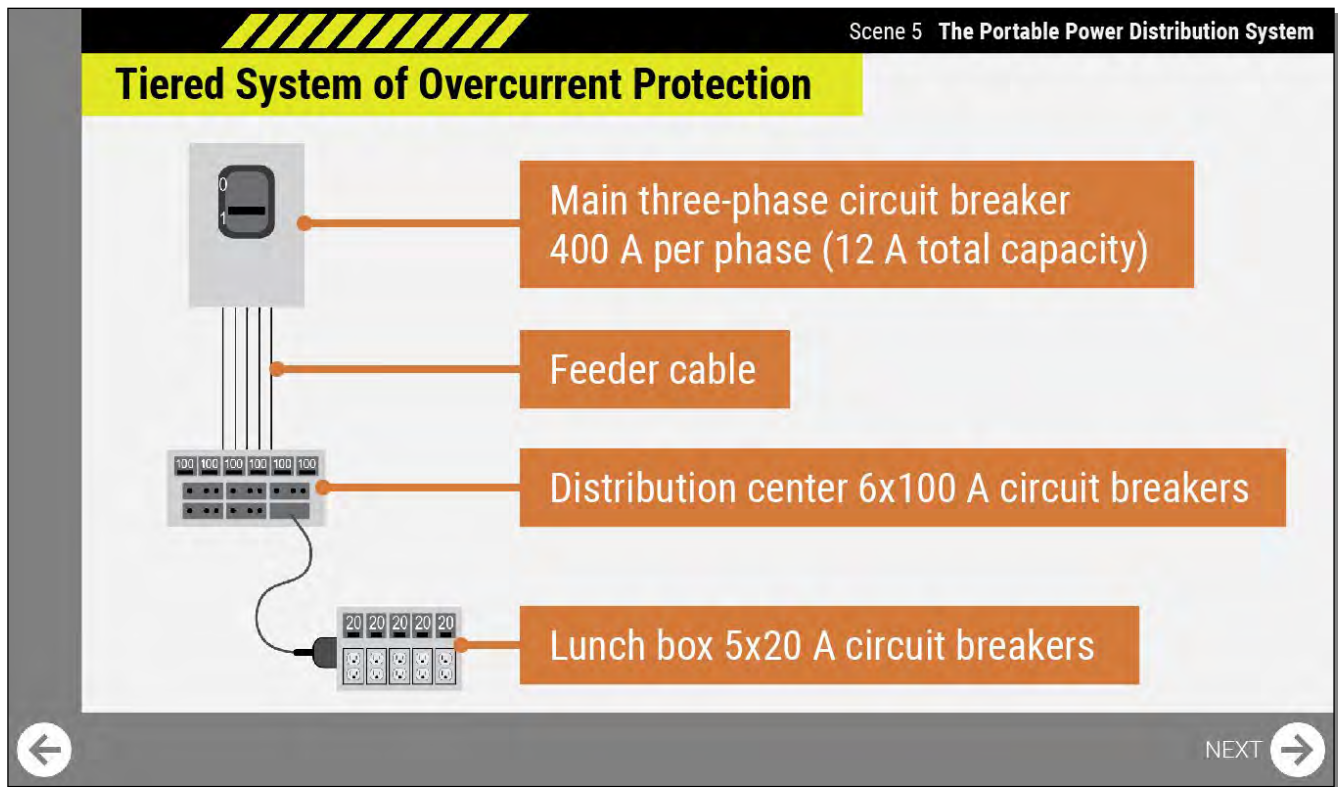 Scene 5 The Portable Power Distribution System
Tiered System of Overcurrent Protection
0
1
Main three-phase circuit breaker
400 A per phase (12 A total capacity)
Feeder cable
100 100 100 100 100 100
Distribution center 6x100 A circuit breakers
20 20 20 20 20
Lunch box 5x20 A circuit breakers
NEXT